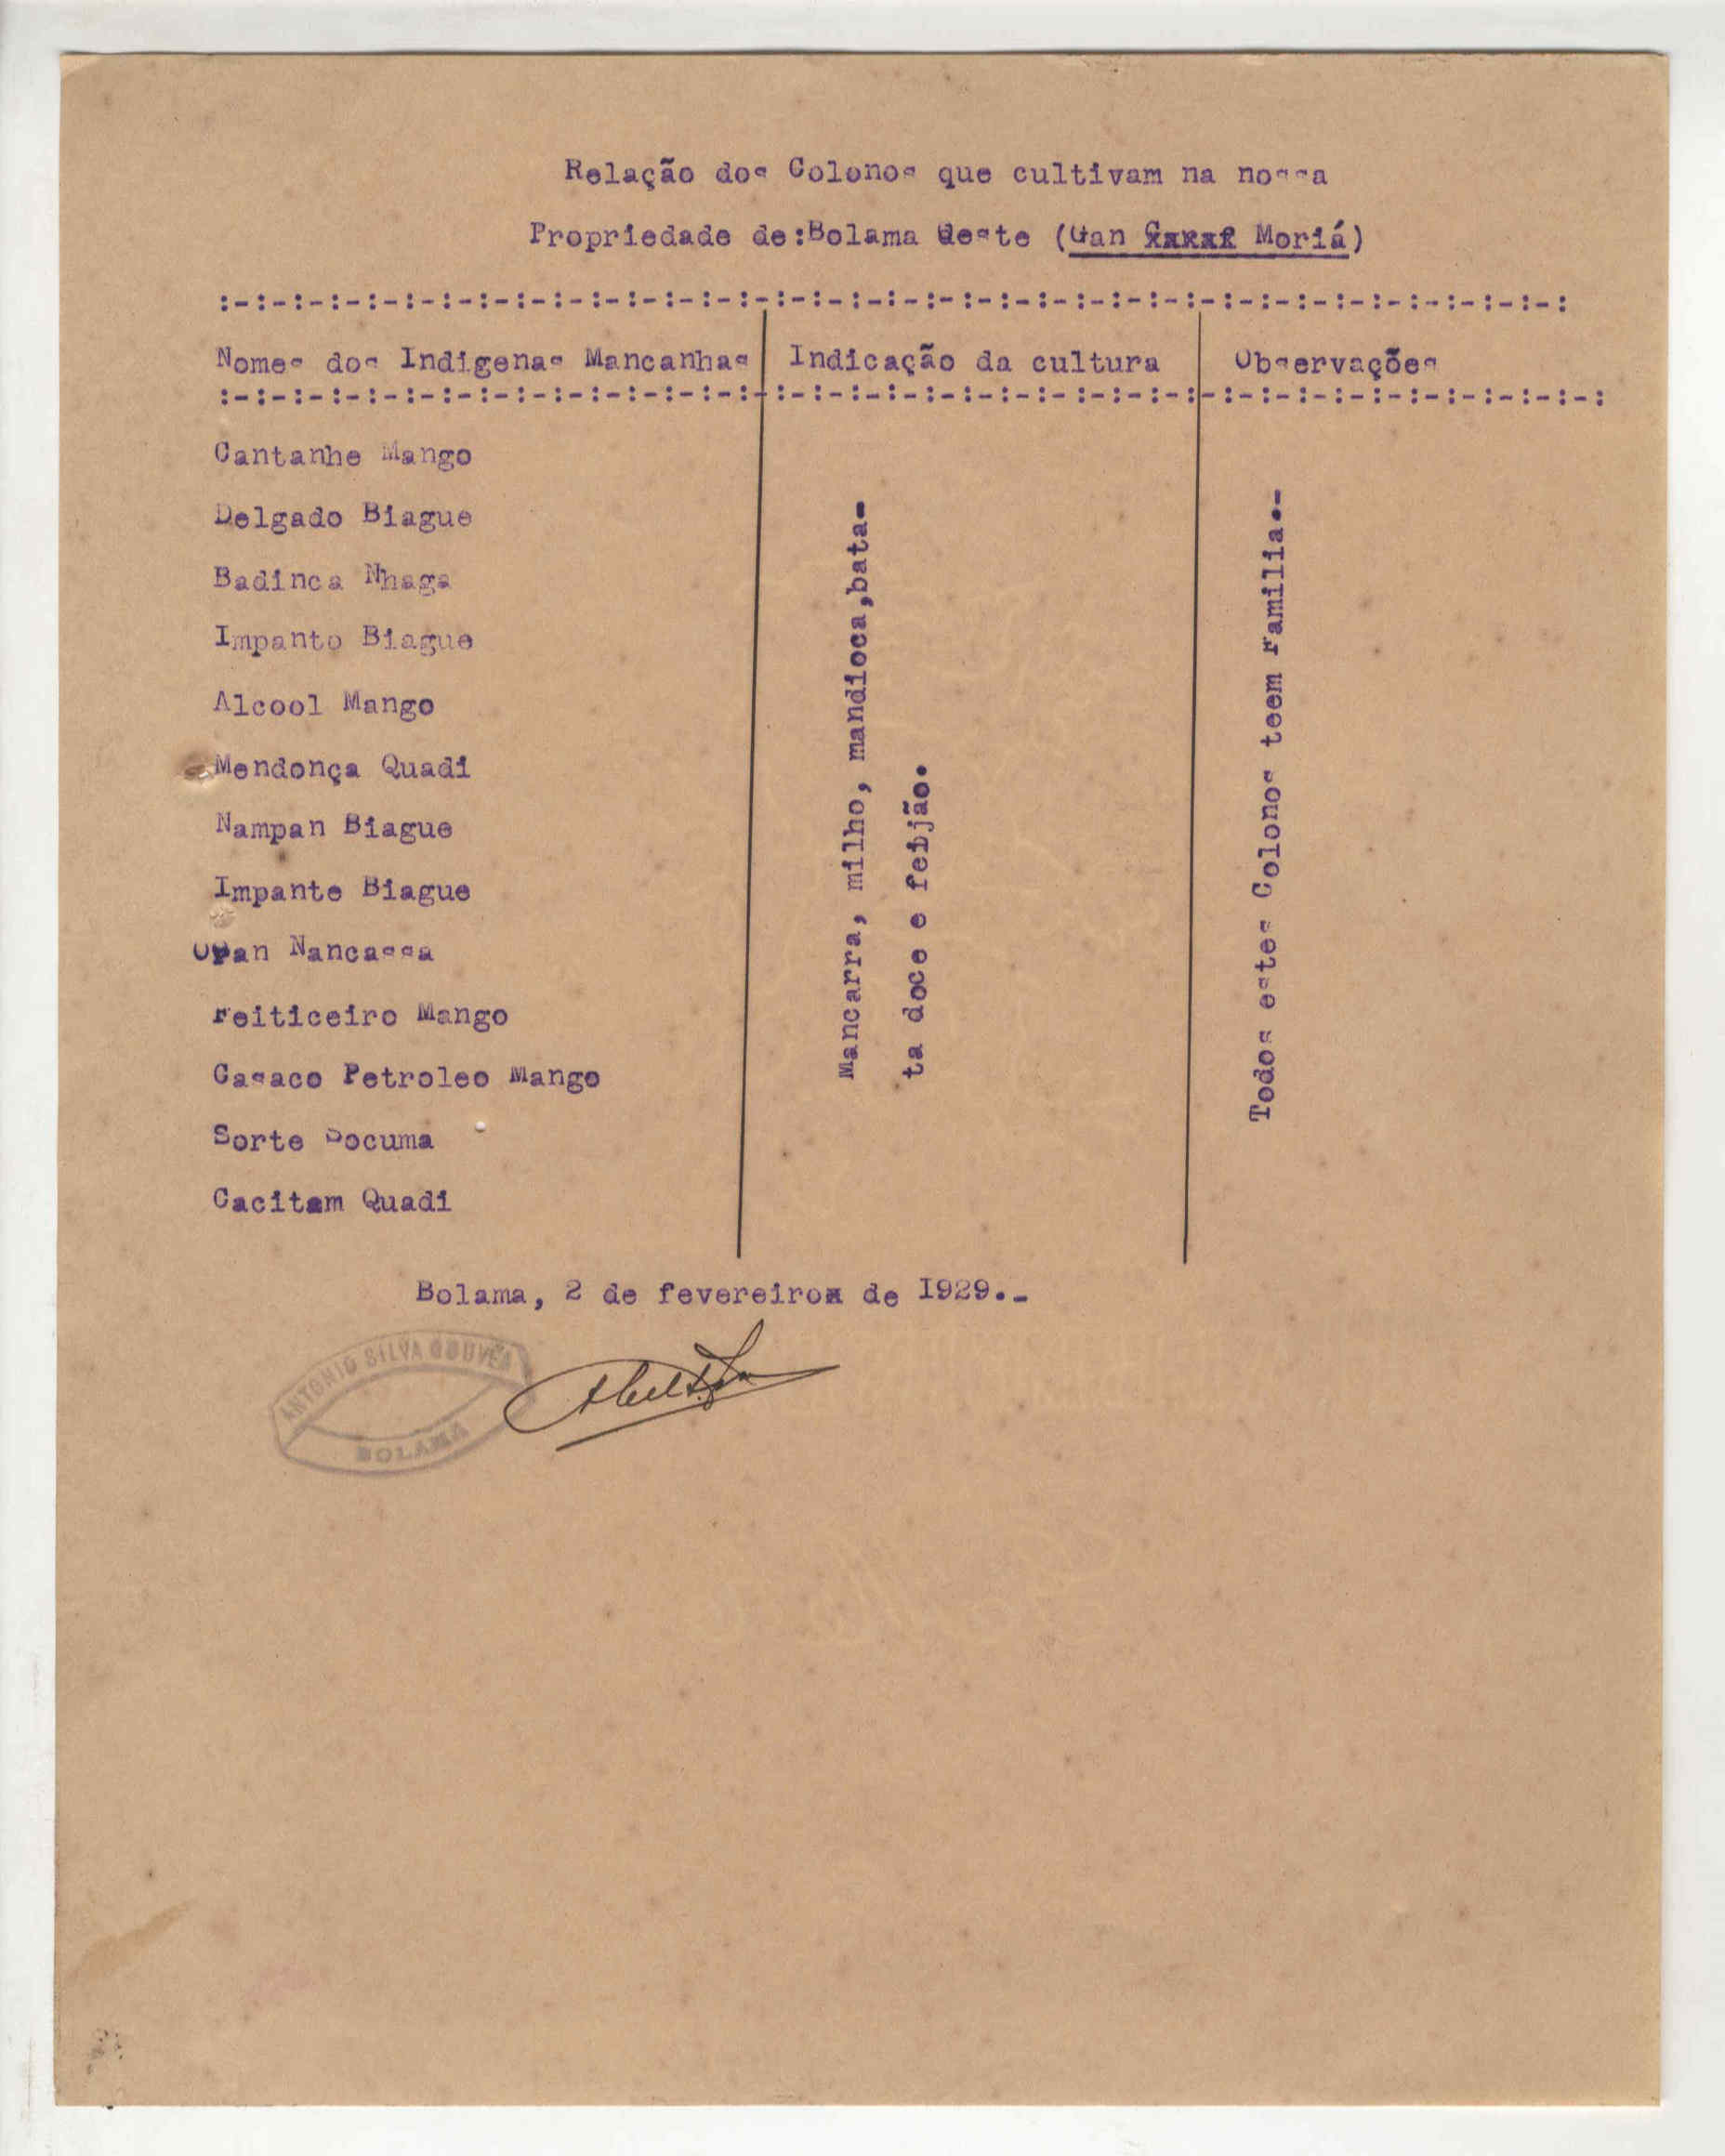 Relação dos Colonos que cultivam na nossa
Propriedade de:Bolama Oeste (Gan Moriá)
:-:-:-:-:-:-:-:-:-:-:-:-:-:-:-:-:-:-:-:-:-:-:-:-:-:-:-:-:-:-:-:-:-:-:-:-:
Nomes dos Indigenas Mancanhas Indicação da cultura Observações
:-:-:-:-:-:-:-:-:-:-:-:-:-:-:-:-:-:-:-:-:-:-:-:-:-:-:-:-:-:-:-:-:-:-:-:-:-:
Cantanhe Mango
Delgado Biague
Badinca Nhaga
Impanto Biague
Alcool Mango
Mendonça Quadi
Nampan Biague
Impante Biague
Nancassa
Feiticeiro Mango
Casaco Petroleo Mango
Sorte Documa
Cacitam Quadi
Mancarra, milho, mandioca,bata-
ta doce e feijão.
Todos estes Colonos teem Familia.-
Bolama, 2 de fevereiro de 1929.-
ANTONIO SILVA GOUVÊA
BOLAMA